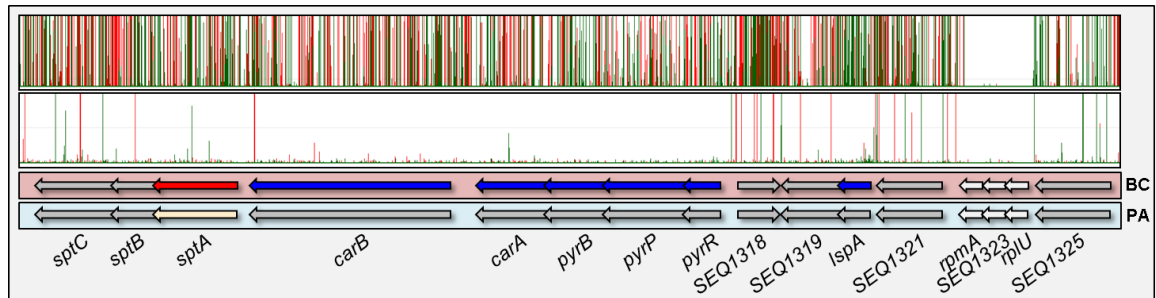 BC
PA
sptC
sptB
sptA
carB
carA
pyrB
pyrP
pyrR
SEQ1318
SEQ1319
lspA
SEQ1321
rpmA
SEQ1323
rplU
SEQ1325